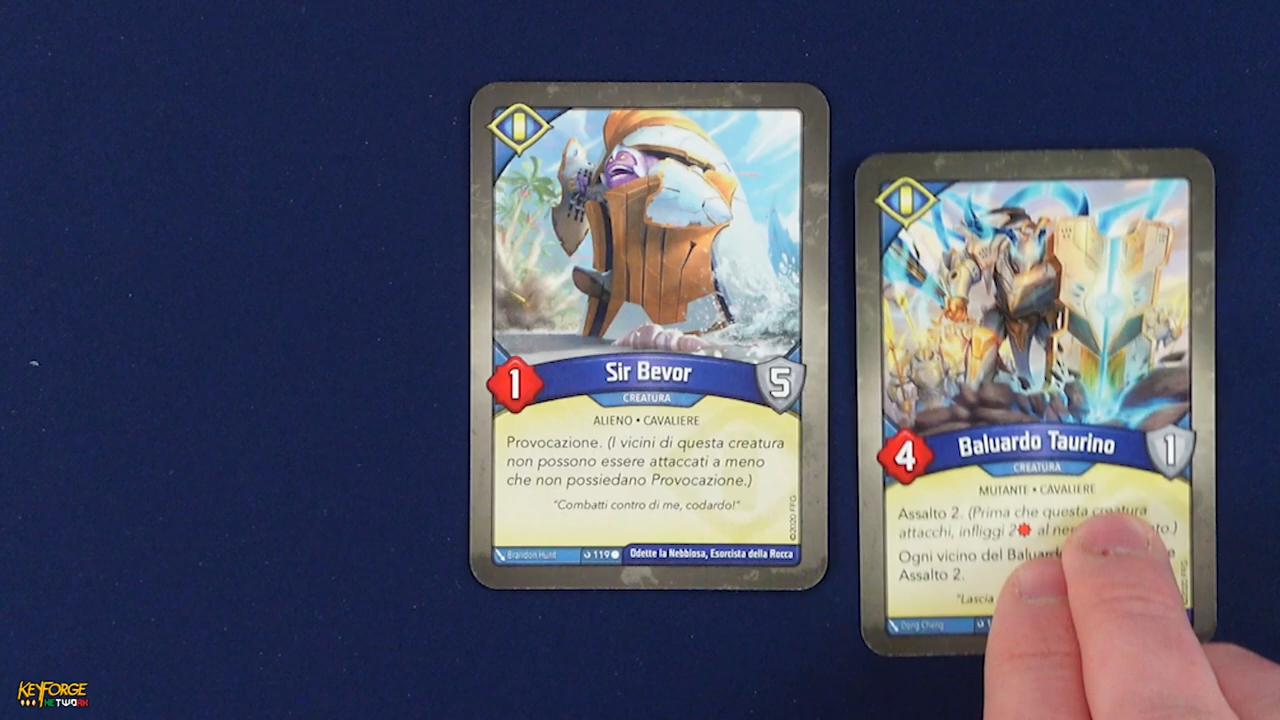 1
Sir Bevor
5
CREATURA
ALIENO • CAVALIERE
Provocazione. (I vicini di questa creatura
non possono essere attaccati a meno
che non possiedano Provocazione.)
"Combatti contro di me, codardo!"
©2020 FFG
Brandon Hunt
119
Odette la Nebbiosa, Esorcista della Rocca
4
Baluardo Taurino
1
CREATURA
MUTANTE • CAVALIERE
Assalto 2. (Prima che questa creatura
attacchi, infliggi 2 al
Ogni vicino del
Assalto 2.
"Lascia
Dong Cheng
KEYFORGE
NETWORK